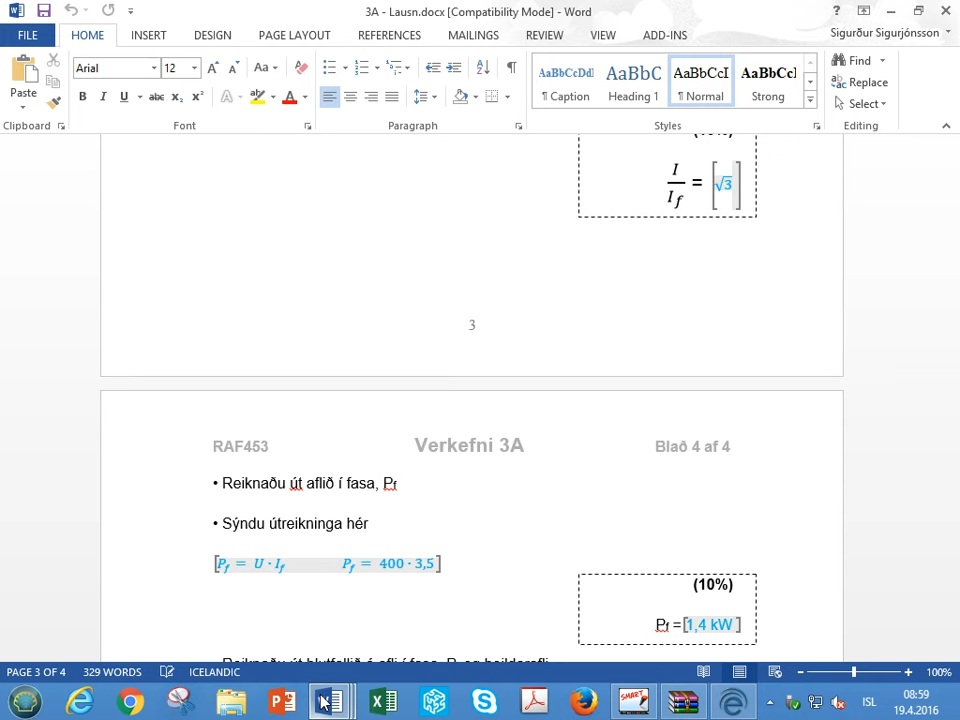 3A - Lausn.docx [Compatibility Mode] - Word
FILE HOME INSERT DESIGN PAGE LAYOUT REFERENCES MAILINGS REVIEW VIEW ADD-INS Sigurður Sigurjónsson
Paste
Arial 12
AaBbCcDd AaBbC AaBbCcI AaBbCcl
¶ Caption Heading 1 ¶ Normal Strong
Find
Replace
Select
Clipboard Font Paragraph Styles Editing
I/I_f = [√3]
3
RAF453 Verkefni 3A Blað 4 af 4
• Reiknaðu út aflið í fasa, Pf
• Sýndu útreikninga hér
[P_f = U · I_f P_f = 400 · 3,5]
(10%)
Pf =[1,4 kW ]
PAGE 3 OF 4 329 WORDS ICELANDIC 100%
ISL
08:59
19.4.2016